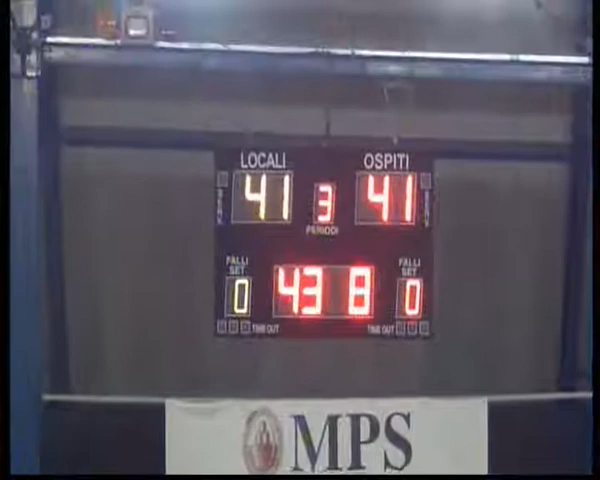 LOCALI OSPITI
41 3 41
PERIODI
FALLI SET FALLI SET
0 43 8 0
TIME OUT TIME OUT
MPS